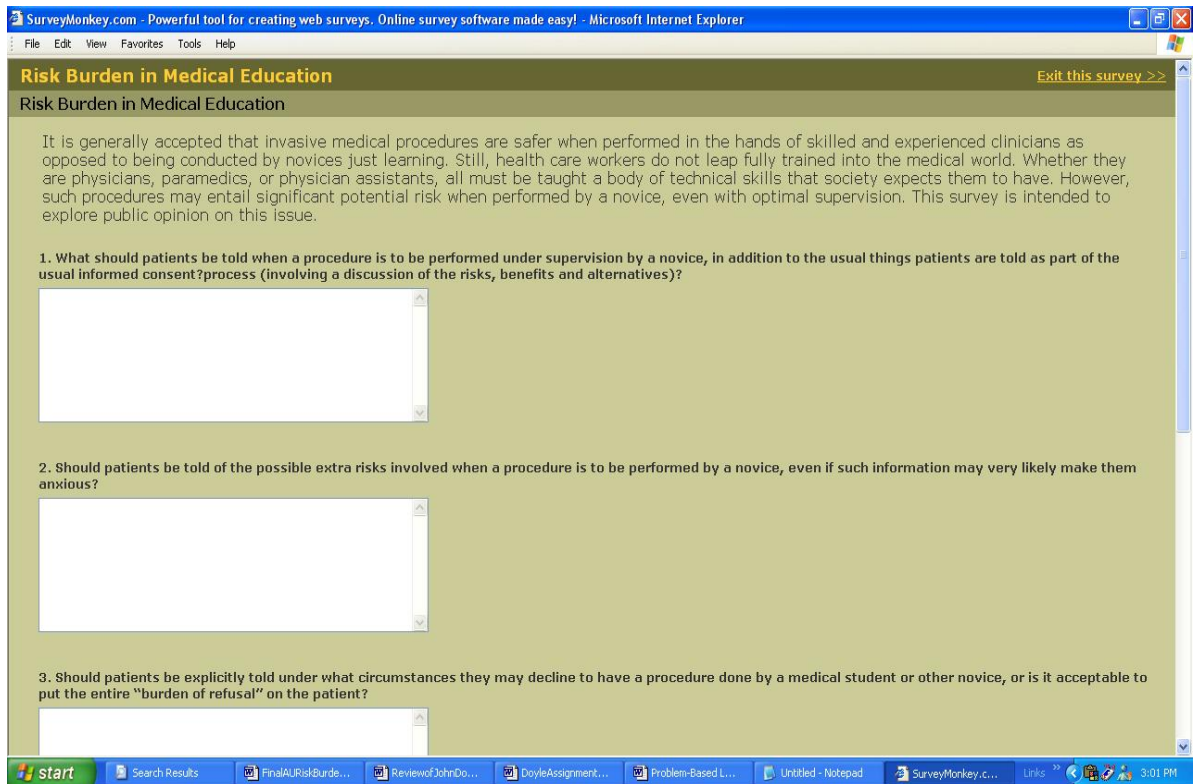 SurveyMonkey.com - Powerful tool for creating web surveys. Online survey software made easy! - Microsoft Internet Explorer
File Edit View Favorites Tools Help
Risk Burden in Medical Education
Exit this survey >>
Risk Burden in Medical Education
It is generally accepted that invasive medical procedures are safer when performed in the hands of skilled and experienced clinicians as
opposed to being conducted by novices just learning. Still, health care workers do not leap fully trained into the medical world. Whether they
are physicians, paramedics, or physician assistants, all must be taught a body of technical skills that society expects them to have. However,
such procedures may entail significant potential risk when performed by a novice, even with optimal supervision. This survey is intended to
explore public opinion on this issue.
1. What should patients be told when a procedure is to be performed under supervision by a novice, in addition to the usual things patients are told as part of the
usual informed consent?process (involving a discussion of the risks, benefits and alternatives)?
2. Should patients be told of the possible extra risks involved when a procedure is to be performed by a novice, even if such information may very likely make them
anxious?
3. Should patients be explicitly told under what circumstances they may decline to have a procedure done by a medical student or other novice, or is it acceptable to
put the entire “burden of refusal” on the patient?
start Search Results FinalAURiskBurde... ReviewofJohnDo... DoyleAssignment... Problem-Based L... Untitled - Notepad SurveyMonkey.c... Links » 3:01 PM